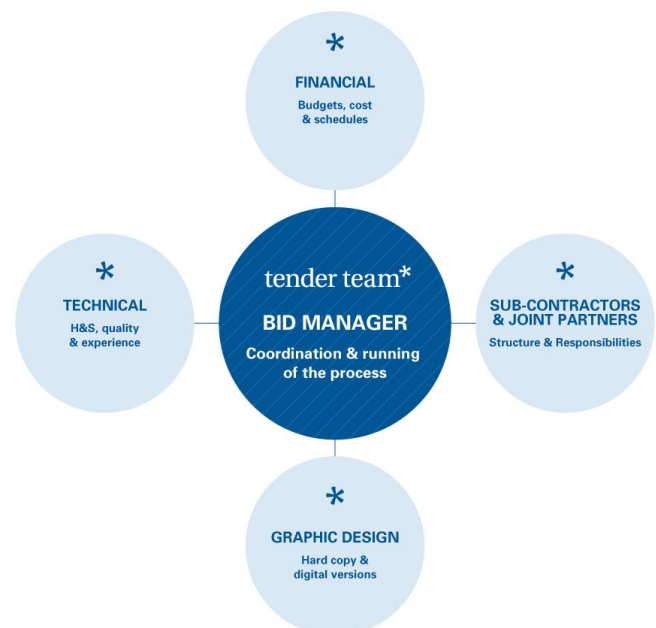 *
FINANCIAL
Budgets, cost
& schedules
*
TECHNICAL
H&S, quality
& experience
tender team*
BID MANAGER
Coordination & running
of the process
*
SUB-CONTRACTORS
& JOINT PARTNERS
Structure & Responsibilities
*
GRAPHIC DESIGN
Hard copy &
digital versions